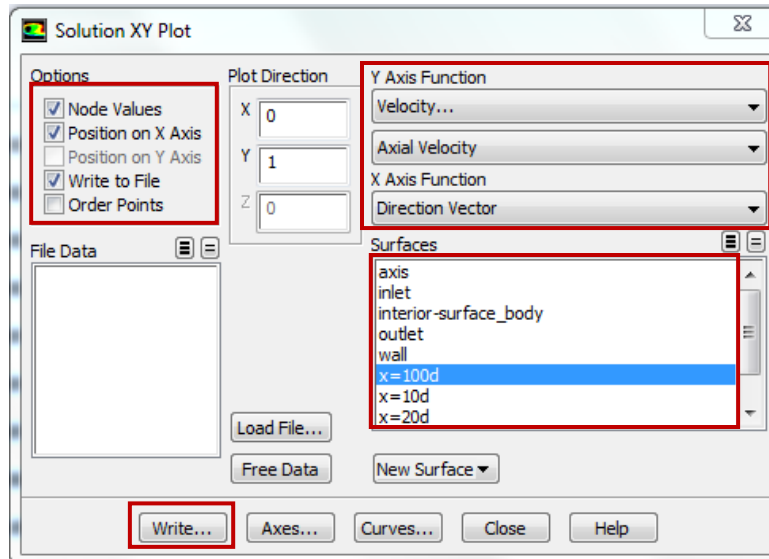 Solution XY Plot
Options
Node Values
Position on X Axis
Position on Y Axis
Write to File
Order Points
Plot Direction
X 0
Y 1
Z 0
Y Axis Function
Velocity...
Axial Velocity
X Axis Function
Direction Vector
File Data
Surfaces
axis
inlet
interior-surface_body
outlet
wall
x=100d
x=10d
x=20d
Load File...
Free Data
New Surface
Write...
Axes...
Curves...
Close
Help